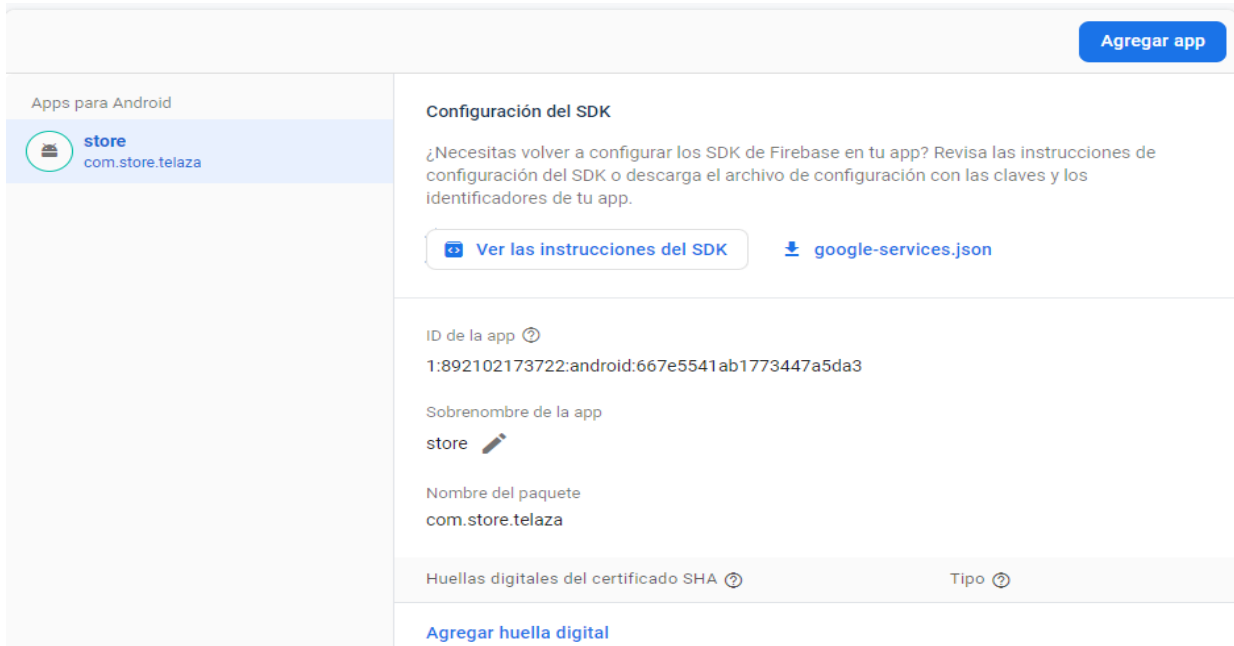 Agregar app
Apps para Android
store
com.store.telaza
Configuración del SDK
¿Necesitas volver a configurar los SDK de Firebase en tu app? Revisa las instrucciones de
configuración del SDK o descarga el archivo de configuración con las claves y los
identificadores de tu app.
Ver las instrucciones del SDK
google-services.json
ID de la app
1:892102173722:android:667e5541ab1773447a5da3
Sobrenombre de la app
store
Nombre del paquete
com.store.telaza
Huellas digitales del certificado SHA
Tipo
Agregar huella digital